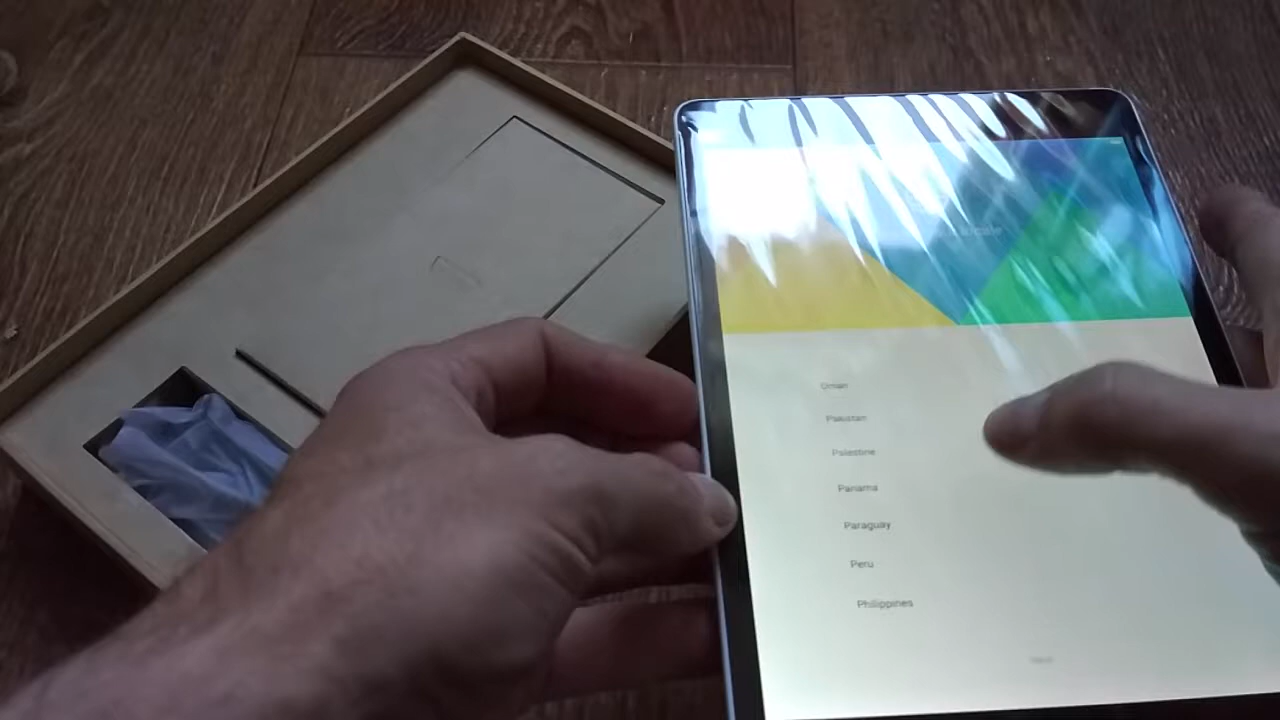 Oman
Pakistan
Palestine
Panama
Paraguay
Peru
Philippines